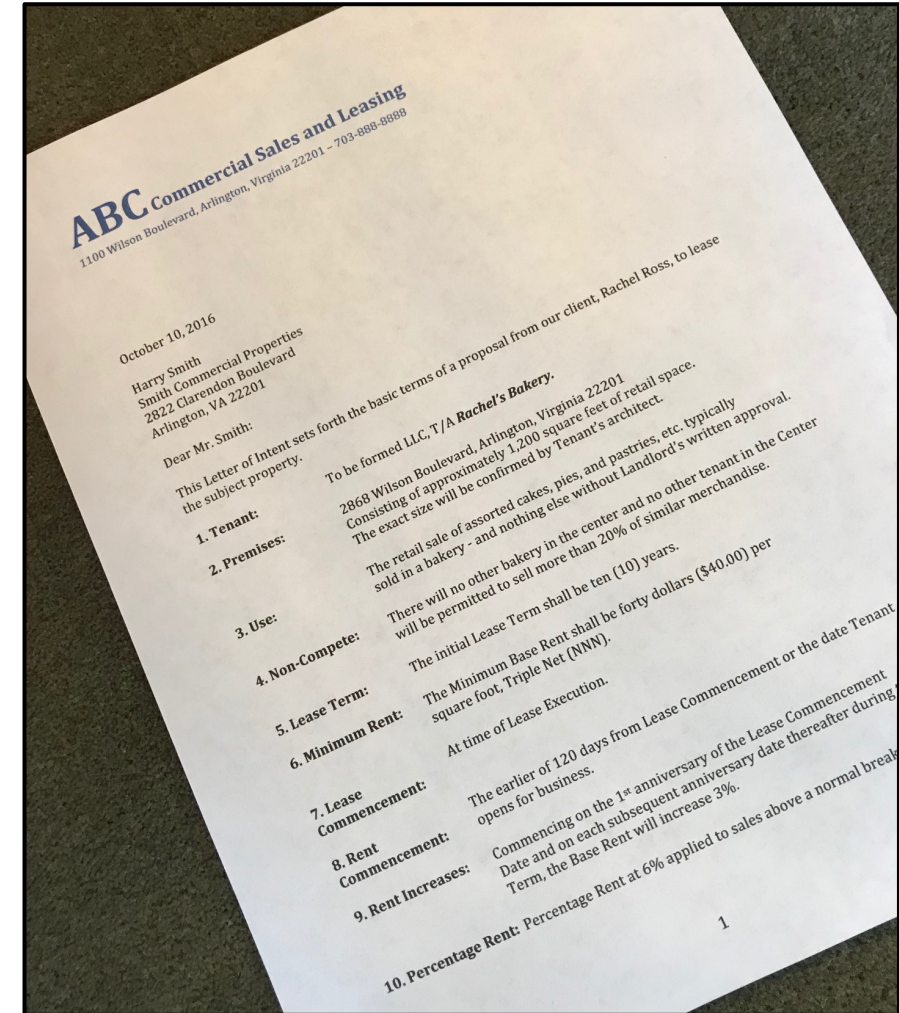 ABC Commercial Sales and Leasing
1100 Wilson Boulevard, Arlington, Virginia 22201 – 703-888-8888
October 10, 2016
Harry Smith
Smith Commercial Properties
2822 Clarendon Boulevard
Arlington, VA 22201
Dear Mr. Smith:
This Letter of Intent sets forth the basic terms of a proposal from our client, Rachel Ross, to lease
the subject property.
1. Tenant: To be formed LLC, T/A Rachel's Bakery.
2. Premises: 2868 Wilson Boulevard, Arlington, Virginia 22201
Consisting of approximately 1,200 square feet of retail space.
The exact size will be confirmed by Tenant's architect.
3. Use: The retail sale of assorted cakes, pies, and pastries, etc. typically
sold in a bakery - and nothing else without Landlord's written approval.
4. Non-Compete: There will no other bakery in the center and no other tenant in the Center
will be permitted to sell more than 20% of similar merchandise.
5. Lease Term: The initial Lease Term shall be ten (10) years.
6. Minimum Rent: The Minimum Base Rent shall be forty dollars ($40.00) per
square foot, Triple Net (NNN).
7. Lease
Commencement: At time of Lease Execution.
8. Rent
Commencement: The earlier of 120 days from Lease Commencement or the date Tenant
opens for business.
9. Rent Increases: Commencing on the 1st anniversary of the Lease Commencement
Date and on each subsequent anniversary date thereafter during
Term, the Base Rent will increase 3%.
10. Percentage Rent: Percentage Rent at 6% applied to sales above a normal break
1